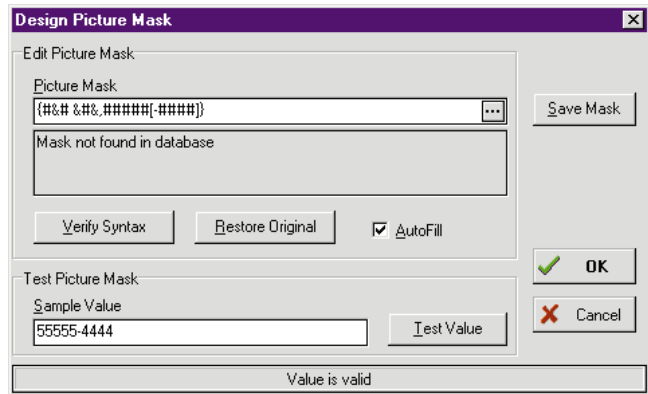 Design Picture Mask
Edit Picture Mask
Picture Mask
{#&# &#&,#####[-####]}
...
Save Mask
Mask not found in database
Verify Syntax
Restore Original
AutoFill
OK
Test Picture Mask
Sample Value
Cancel
55555-4444
Test Value
Value is valid